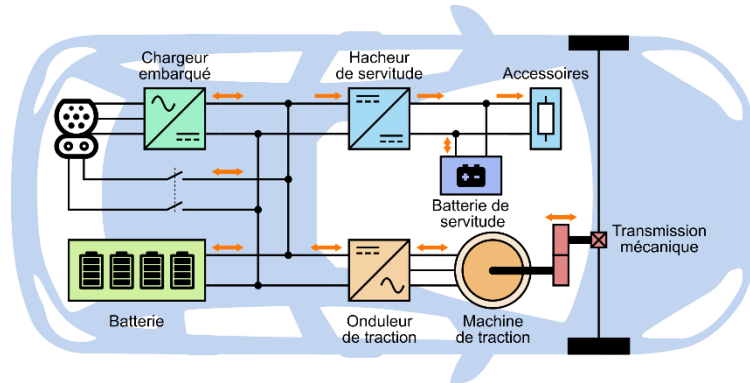 Chargeur
embarqué
Hacheur
de servitude
Accessoires
Batterie de
servitude
Transmission
mécanique
Batterie
Onduleur
de traction
Machine
de traction